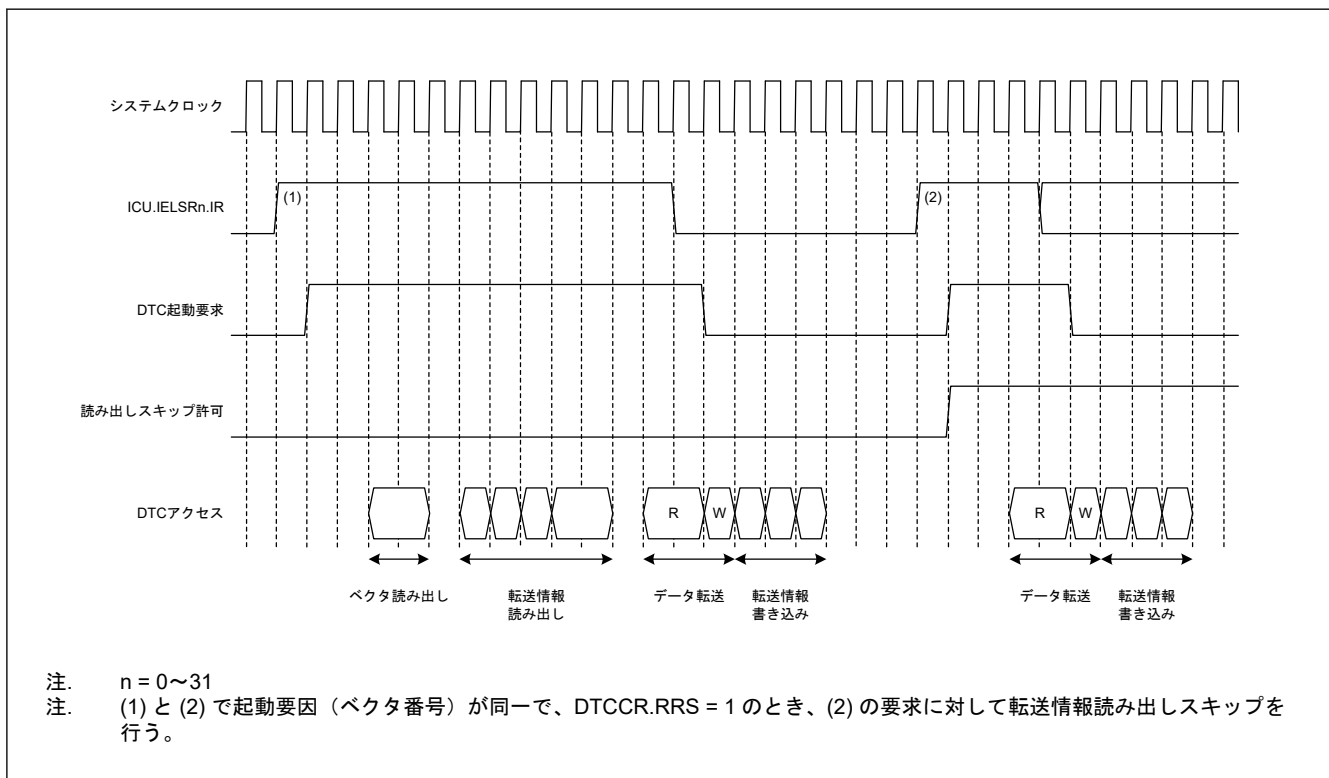 システムクロック
ICU.IELSRn.IR
(1)
(2)
DTC起動要求
読み出しスキップ許可
DTCアクセス
R
W
R
W
ベクタ読み出し
転送情報
読み出し
データ転送
転送情報
書き込み
データ転送
転送情報
書き込み
注. n = 0~31
注. (1) と (2) で起動要因（ベクタ番号）が同一で、DTCCR.RRS = 1 のとき、(2) の要求に対して転送情報読み出しスキップを
行う。